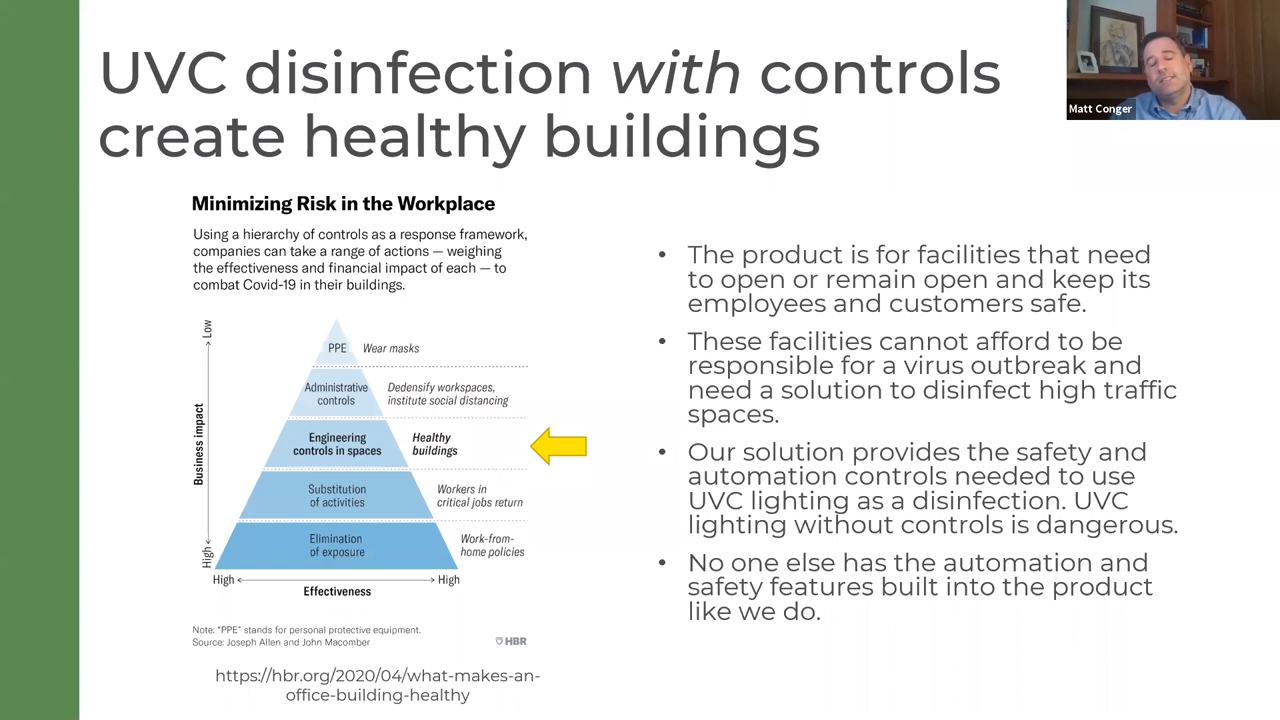 UVC disinfection with controls
create healthy buildings
Matt Conger
Minimizing Risk in the Workplace
Using a hierarchy of controls as a response framework,
companies can take a range of actions — weighing
the effectiveness and financial impact of each — to
combat Covid-19 in their buildings.
Low
Business impact
High
PPE
Wear masks
Administrative
controls
Dedensify workspaces,
institute social distancing
Engineering
controls in spaces
Healthy
buildings
Substitution
of activities
Workers in
critical jobs return
Elimination
of exposure
Work-from-
home policies
High
High
Effectiveness
Note: "PPE" stands for personal protective equipment.
Source: Joseph Allen and John Macomber
HBR
https://hbr.org/2020/04/what-makes-an-
office-building-healthy
• The product is for facilities that need
to open or remain open and keep its
employees and customers safe.
• These facilities cannot afford to be
responsible for a virus outbreak and
need a solution to disinfect high traffic
spaces.
• Our solution provides the safety and
automation controls needed to use
UVC lighting as a disinfection. UVC
lighting without controls is dangerous.
• No one else has the automation and
safety features built into the product
like we do.